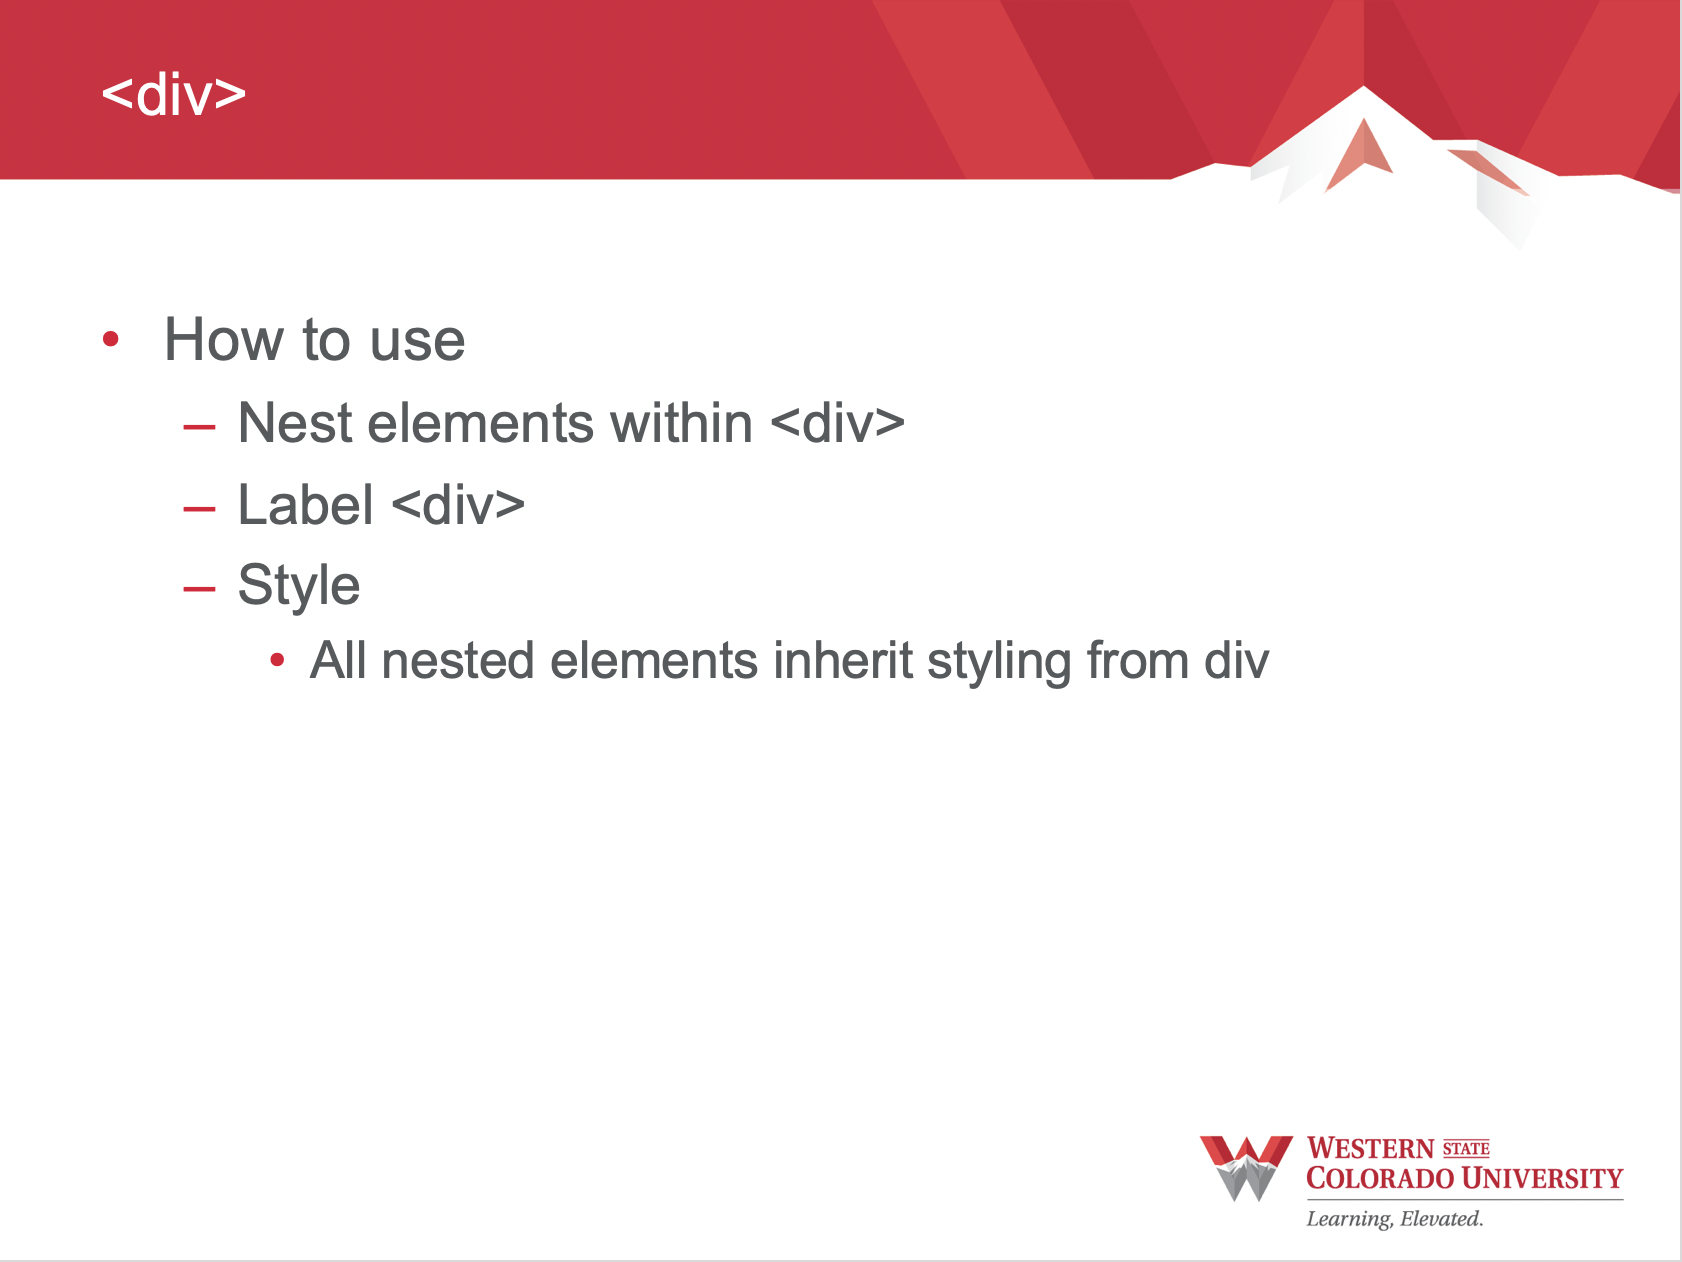 <div>
• How to use
– Nest elements within <div>
– Label <div>
– Style
• All nested elements inherit styling from div
WESTERN STATE
COLORADO UNIVERSITY
Learning, Elevated.